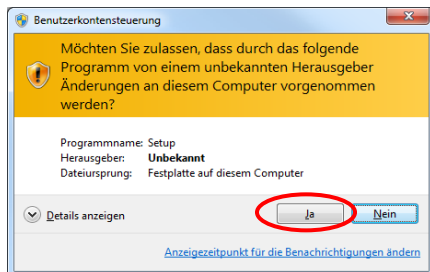 Benutzerkontensteuerung
Möchten Sie zulassen, dass durch das folgende
Programm von einem unbekannten Herausgeber
Änderungen an diesem Computer vorgenommen
werden?
Programmname: Setup
Herausgeber: Unbekannt
Dateiursprung: Festplatte auf diesem Computer
Details anzeigen
Ja
Nein
Anzeigezeitpunkt für die Benachrichtigungen ändern